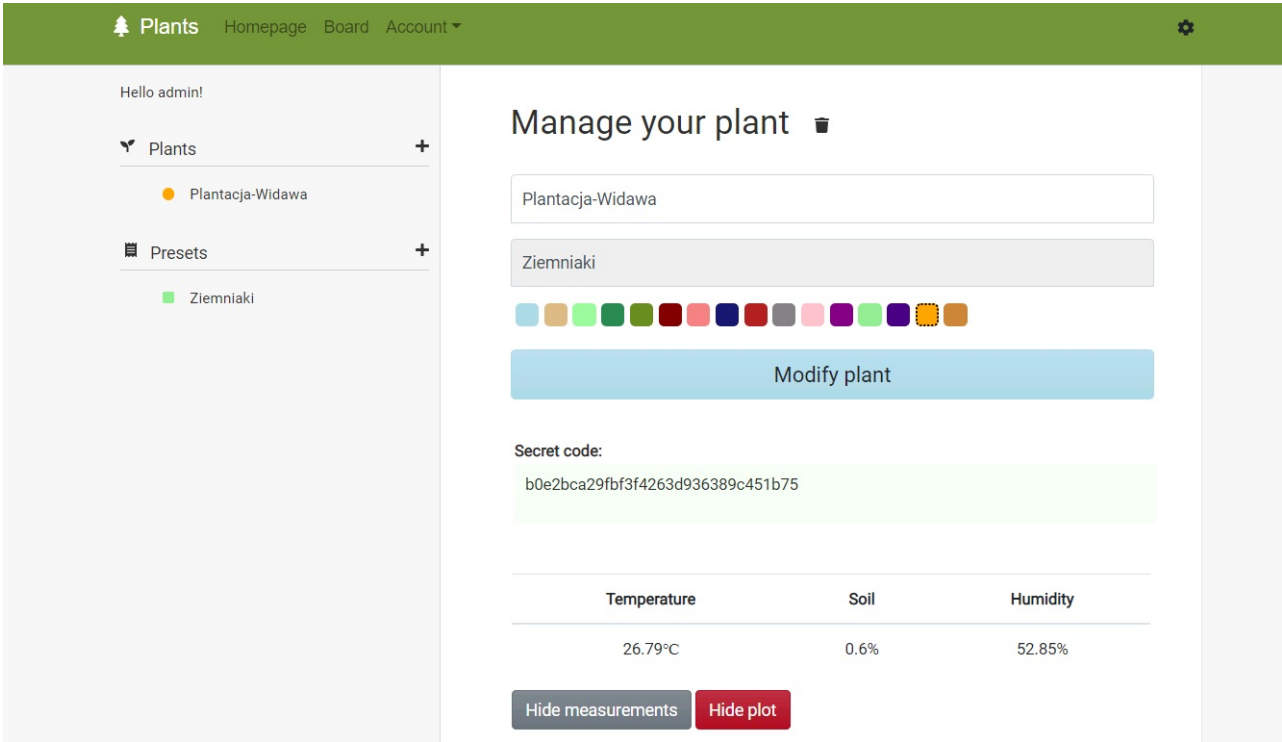 Plants Homepage Board Account
Hello admin!
Plants
Plantacja-Widawa
Presets
Ziemniaki
Manage your plant
Plantacja-Widawa
Ziemniaki
Modify plant
Secret code:
b0e2bca29fbf3f4263d936389c451b75
Temperature Soil Humidity
26.79°C 0.6% 52.85%
Hide measurements Hide plot